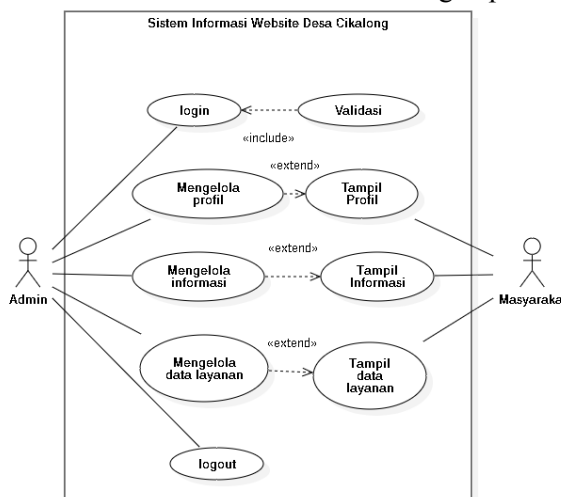 Sistem Informasi Website Desa Cikalong
login
Validasi
«include»
«extend»
Mengelola
profil
Tampil
Profil
«extend»
Mengelola
informasi
Tampil
Informasi
Admin
Masyaraka
«extend»
Mengelola
data layanan
Tampil
data
layanan
logout